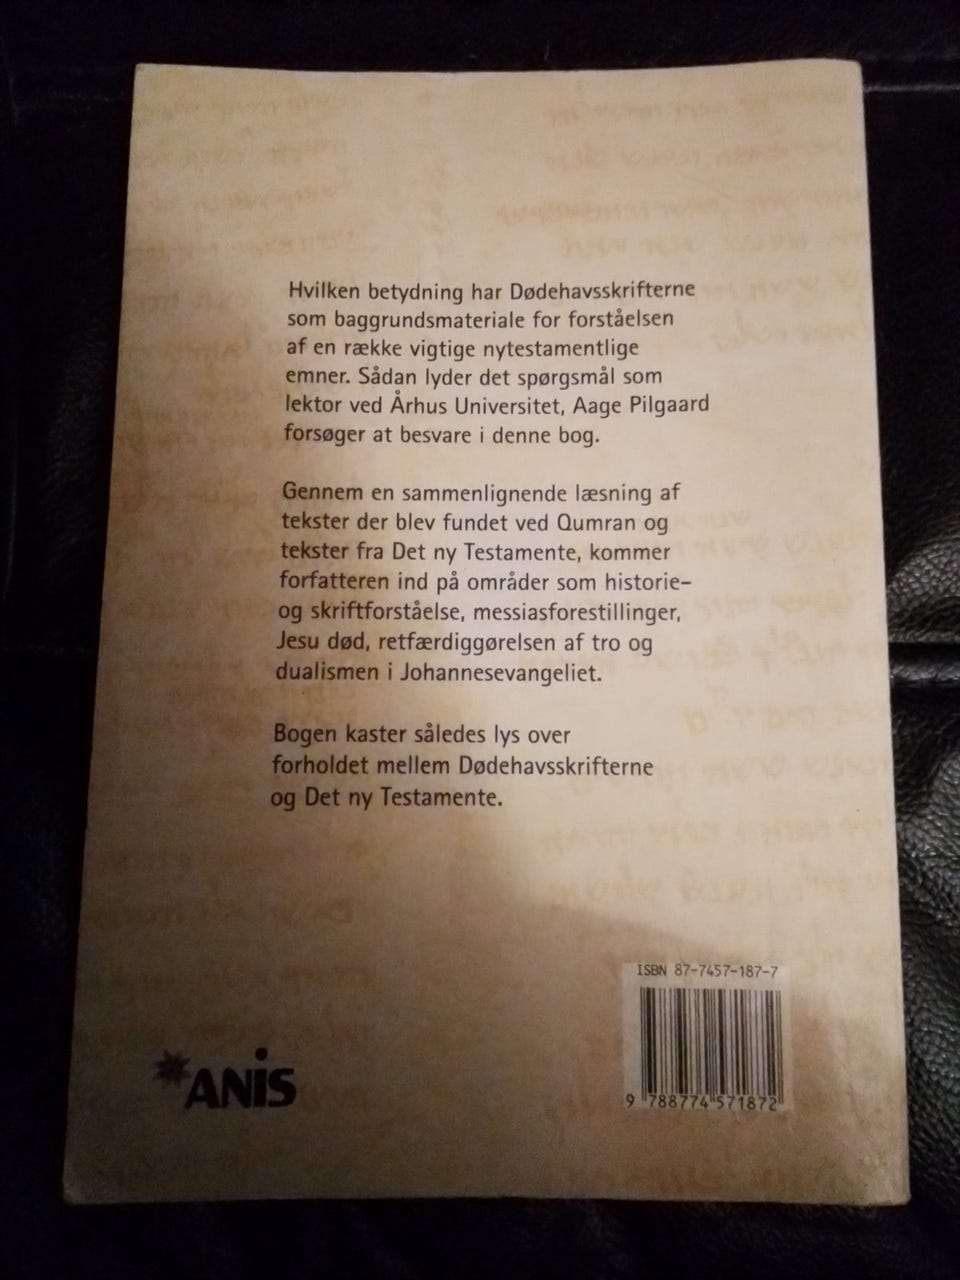 Hvilken betydning har Dødehavsskrifterne
som baggrundsmateriale for forståelsen
af en række vigtige nytestamentlige
emner. Sådan lyder det spørgsmål som
lektor ved Århus Universitet, Aage Pilgaard
forsøger at besvare i denne bog.
Gennem en sammenlignende læsning af
tekster der blev fundet ved Qumran og
tekster fra Det ny Testamente, kommer
forfatteren ind på områder som historie-
og skriftforståelse, messiasforestillinger,
Jesu død, retfærdiggørelsen af tro og
dualismen i Johannesevangeliet.
Bogen kaster således lys over
forholdet mellem Dødehavsskrifterne
og Det ny Testamente.
ISBN 87-7457-187-7
9 788774 571872
ANIS